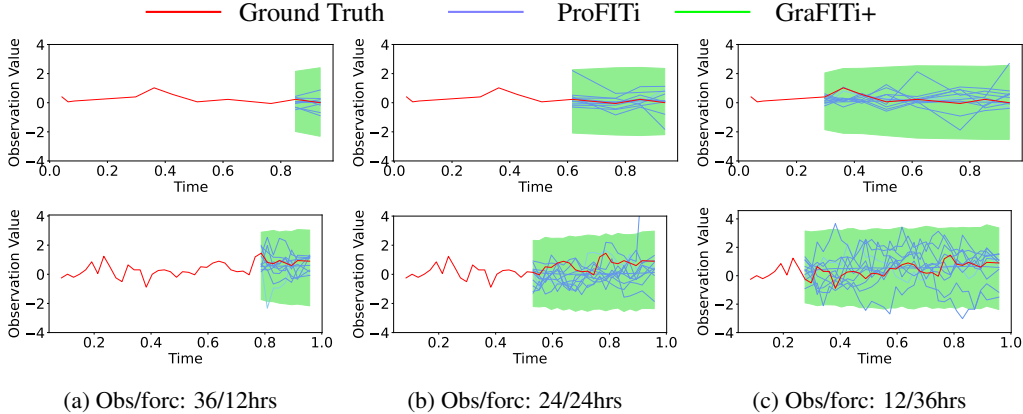 Ground Truth ProFITi GraFITi+
4 4 4
2 2 2
0 0 0
−2 −2 −2
−4 −4 −4
Observation Value Observation Value Observation Value
0.0 0.2 0.4 0.6 0.8 0.0 0.2 0.4 0.6 0.8 0.0 0.2 0.4 0.6 0.8
Time Time Time
4 4 4
2 2 2
0 0 0
−2 −2 −2
−4 −4 −4
Observation Value Observation Value Observation Value
0.2 0.4 0.6 0.8 1.0 0.2 0.4 0.6 0.8 1.0 0.2 0.4 0.6 0.8 1.0
Time Time Time
(a) Obs/forc: 36/12hrs (b) Obs/forc: 24/24hrs (c) Obs/forc: 12/36hrs